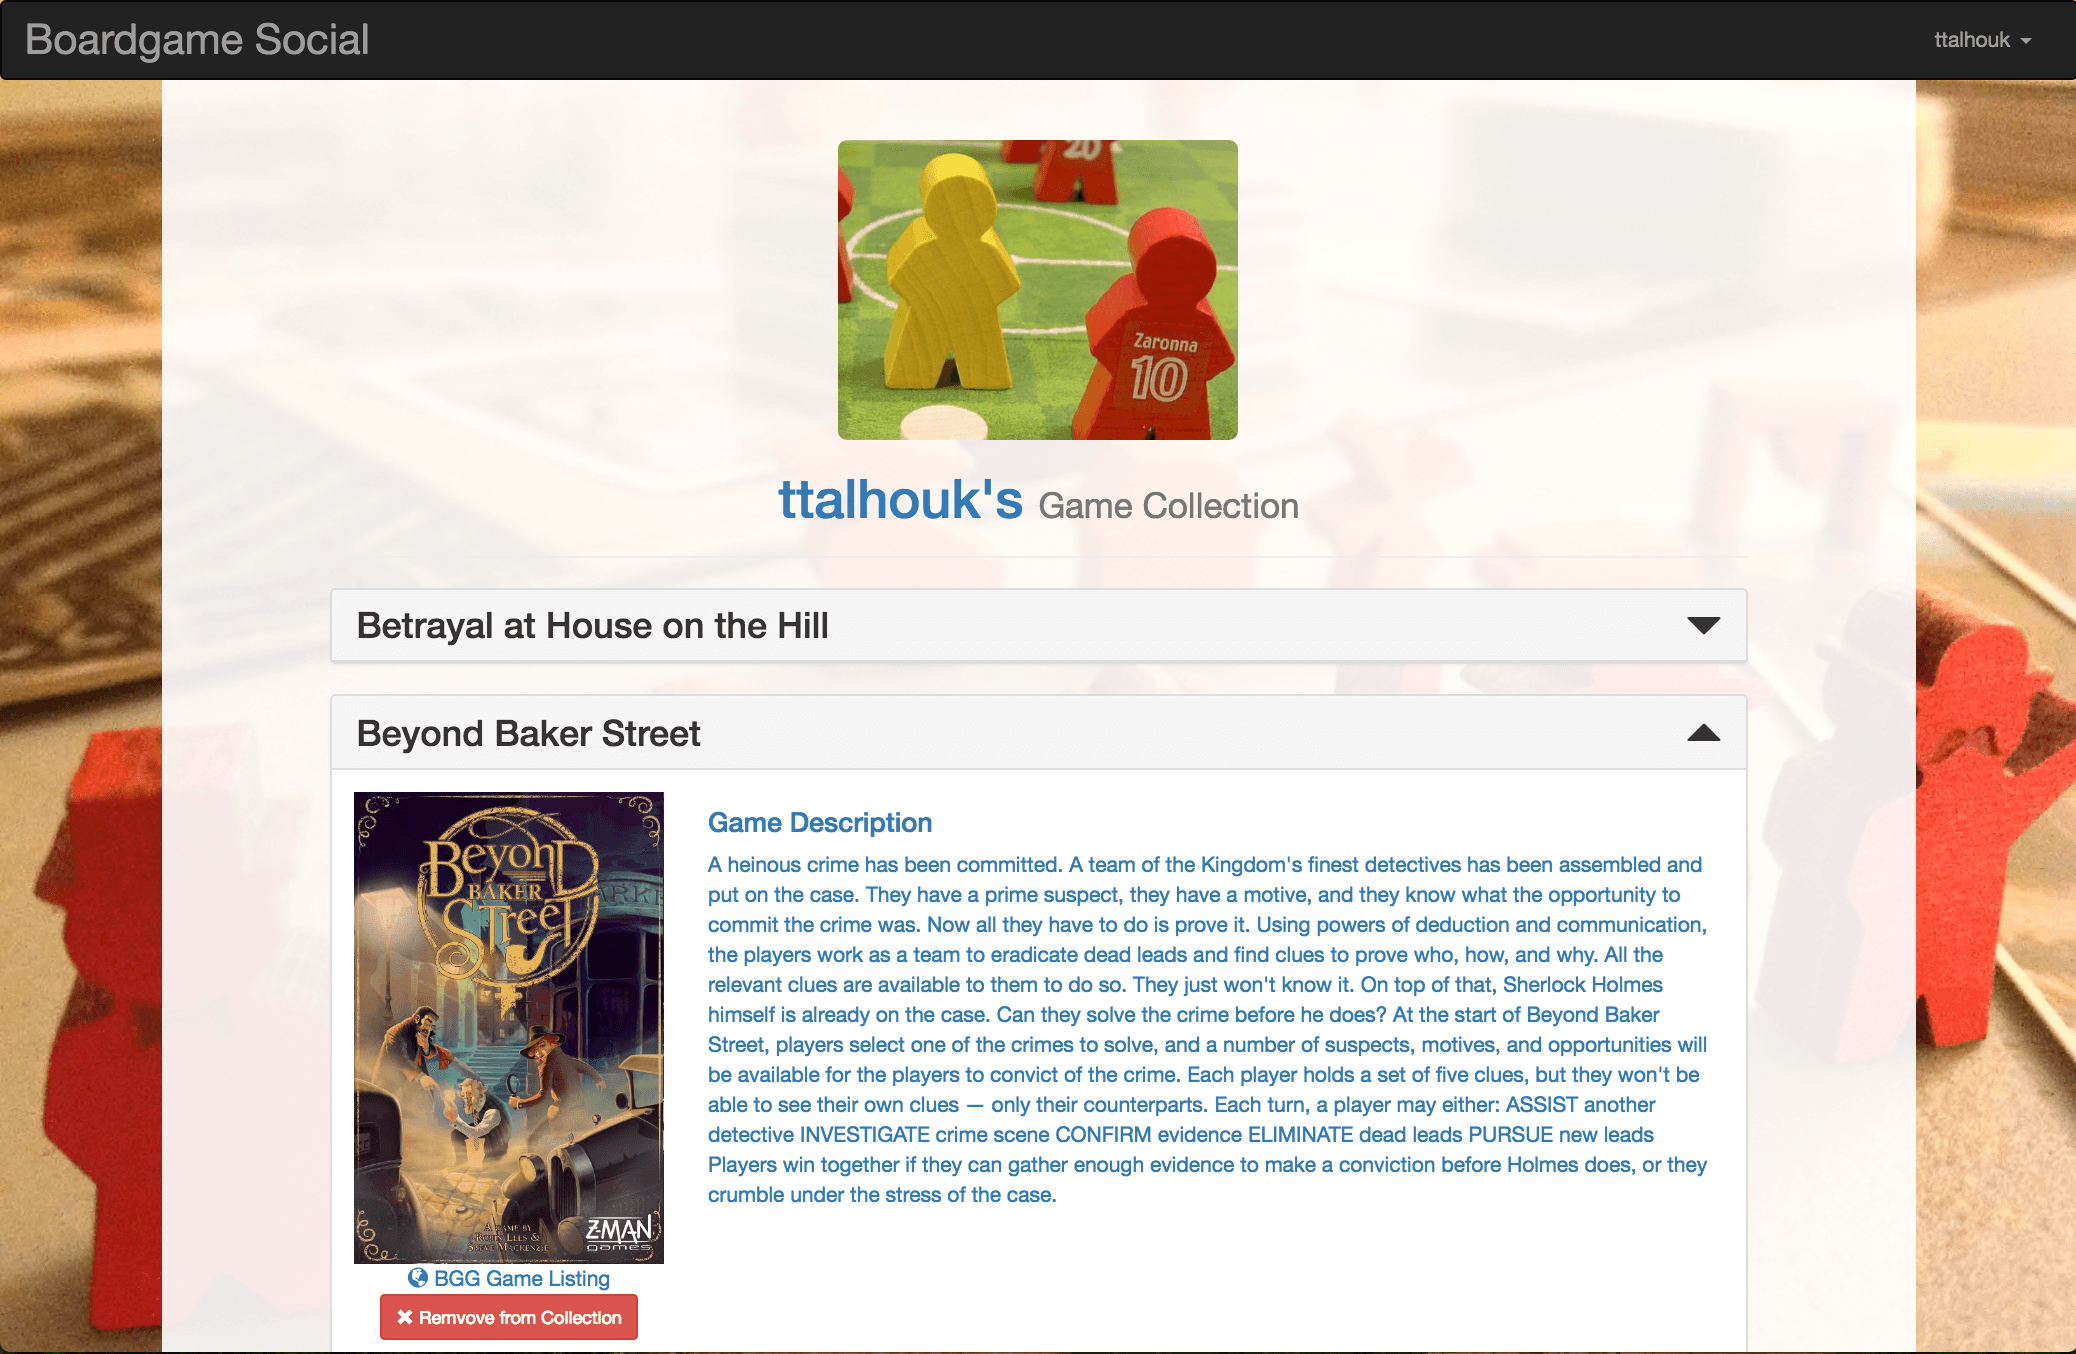 Boardgame Social
ttalhouk
20
Zaronna
10
ttalhouk's Game Collection
Betrayal at House on the Hill
Beyond Baker Street
Beyond
BAKER
Street
ARK
A GAME BY
ROBIN LEES &
STEVE MACKENZIE
Z-MAN
games
Game Description
A heinous crime has been committed. A team of the Kingdom's finest detectives has been assembled and
put on the case. They have a prime suspect, they have a motive, and they know what the opportunity to
commit the crime was. Now all they have to do is prove it. Using powers of deduction and communication,
the players work as a team to eradicate dead leads and find clues to prove who, how, and why. All the
relevant clues are available to them to do so. They just won't know it. On top of that, Sherlock Holmes
himself is already on the case. Can they solve the crime before he does? At the start of Beyond Baker
Street, players select one of the crimes to solve, and a number of suspects, motives, and opportunities will
be available for the players to convict of the crime. Each player holds a set of five clues, but they won't be
able to see their own clues — only their counterparts. Each turn, a player may either: ASSIST another
detective INVESTIGATE crime scene CONFIRM evidence ELIMINATE dead leads PURSUE new leads
Players win together if they can gather enough evidence to make a conviction before Holmes does, or they
crumble under the stress of the case.
BGG Game Listing
Remvove from Collection